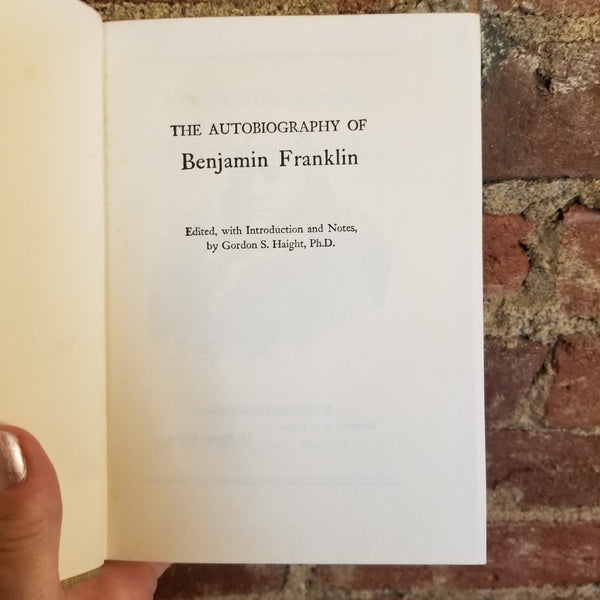 THE AUTOBIOGRAPHY OF
Benjamin Franklin
Edited, with Introduction and Notes,
by Gordon S. Haight, Ph.D.